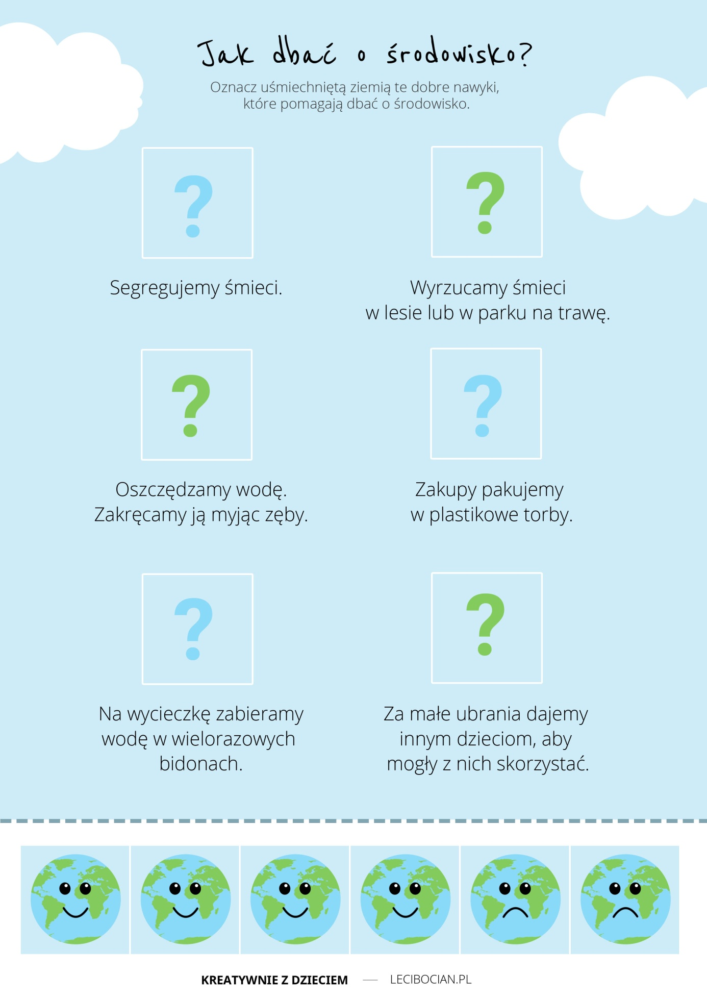 Jak dbać o środowisko?
Oznacz uśmiechniętą ziemią te dobre nawyki,
które pomagają dbać o środowisko.
?
?
Segregujemy śmieci.
Wyrzucamy śmieci
w lesie lub w parku na trawę.
?
?
Oszczędzamy wodę.
Zakręcamy ją myjąc zęby.
Zakupy pakujemy
w plastikowe torby.
?
?
Na wycieczkę zabieramy
wodę w wielorazowych
bidonach.
Za małe ubrania dajemy
innym dzieciom, aby
mogły z nich skorzystać.
KREATYWNIE Z DZIECIEM — LECIBOCIAN.PL